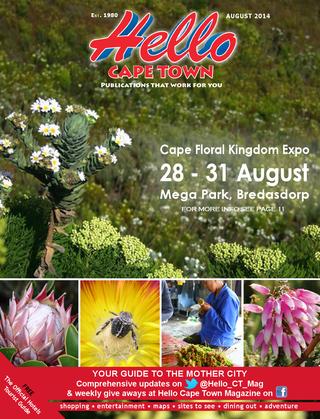 Est. 1980
AUGUST 2014
Hello
CAPE TOWN
PUBLICATIONS THAT WORK FOR YOU
Cape Floral Kingdom Expo
28 - 31 August
Mega Park, Bredasdorp
FOR MORE INFO SEE PAGE 11
FREE
The Official Hotels
Tourist Guide
YOUR GUIDE TO THE MOTHER CITY
Comprehensive updates on @Hello_CT_Mag
& weekly give aways at Hello Cape Town Magazine on f
shopping • entertainment • maps • sites to see • dining out • adventure